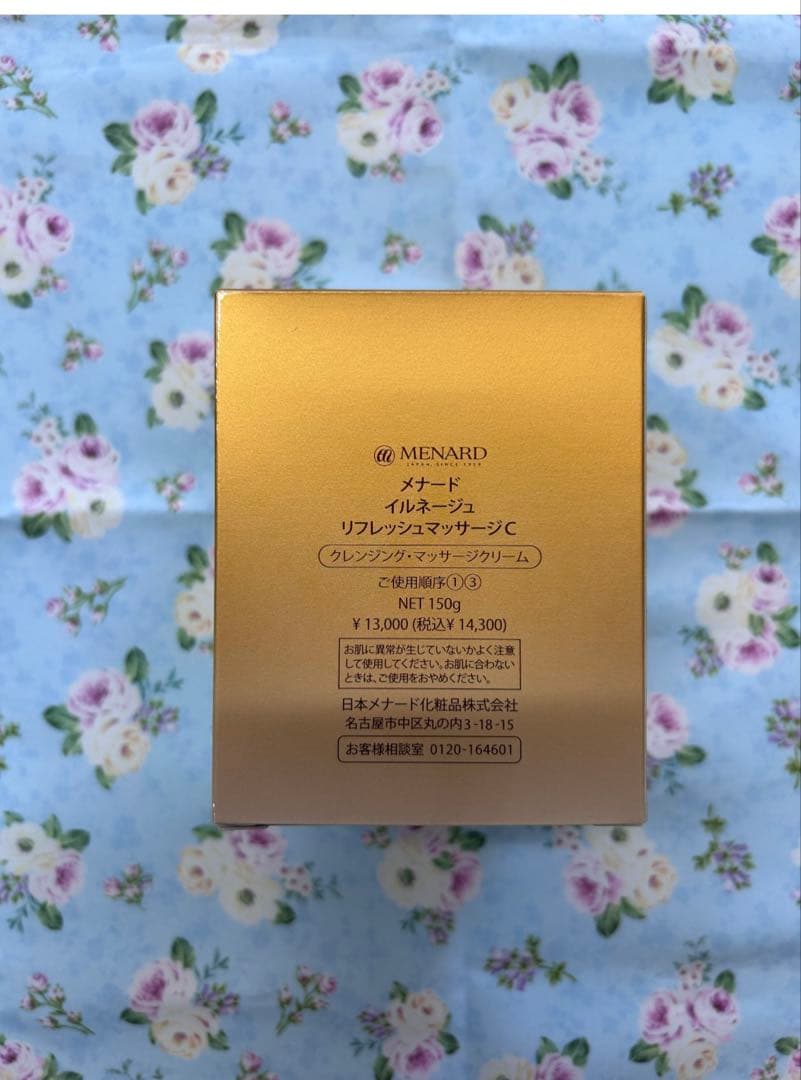 MENARD
JAPAN, SINCE 1959
メナード
イルネージュ
リフレッシュマッサージC
クレンジング・マッサージクリーム
ご使用順序①③
NET 150g
¥13,000 (税込¥14,300)
お肌に異常が生じていないかよく注意
して使用してください。お肌に合わない
ときは、ご使用をおやめください。
日本メナード化粧品株式会社
名古屋市中区丸の内3-18-15
お客様相談室 0120-164601